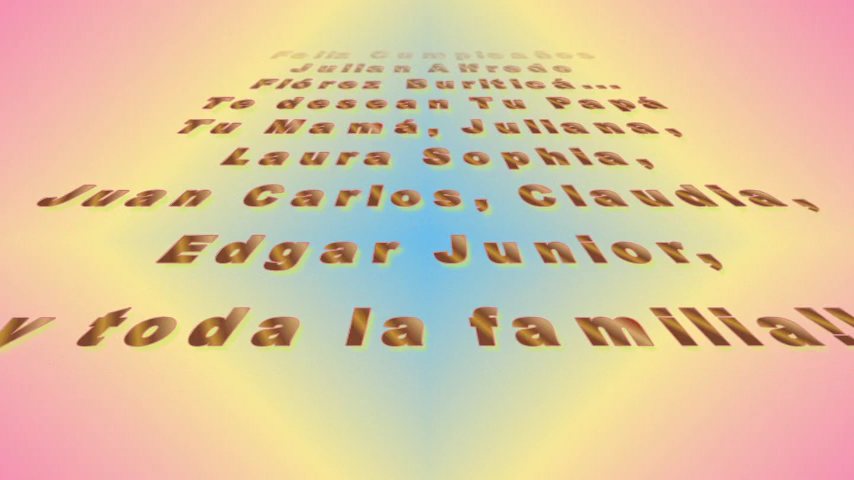 Feliz Cumpleaños
Julian Alfredo
Flórez Buriticá...
Te desean Tu Papá
Tu Mamá, Juliana,
Laura Sophia,
Juan Carlos, Claudia,
Edgar Junior,
y toda la familia!!